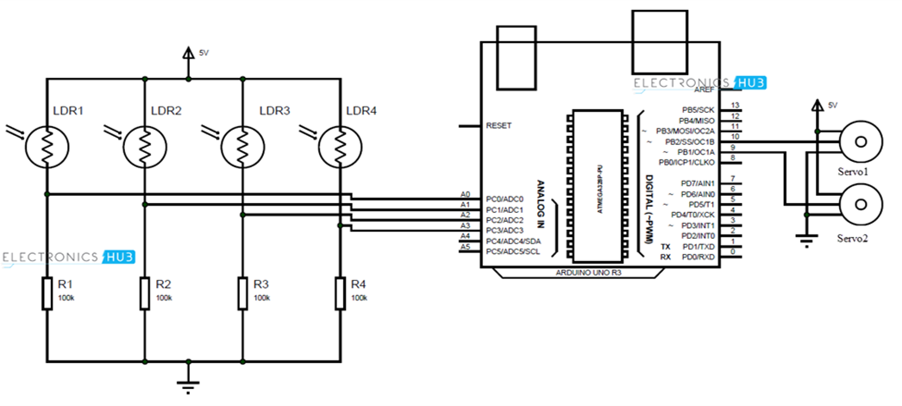 5V
LDR1
LDR2
LDR3
LDR4
ELECTRONICS HU3
R1
100k
R2
100k
R3
100k
R4
100k
A0
A1
A2
A3
A4
A5
RESET
PC0/ADC0
PC1/ADC1
PC2/ADC2
PC3/ADC3
PC4/ADC4/SDA
PC5/ADC5/SCL
ANALOG IN
ATMEGA328P-PU
DIGITAL (~PWM)
ARDUINO UNO R3
ELECTRONICS HU3
AREF
PB5/SCK 13
PB4/MISO 12
~ PB3/MOSI/OC2A 11
~ PB2/SS/OC1B 10
~ PB1/OC1A 9
PB0/ICP1/CLKO 8
PD7/AIN1 7
~ PD6/AIN0 6
~ PD5/T1 5
PD4/T0/XCK 4
~ PD3/INT1 3
PD2/INT0 2
TX PD1/TXD 1
RX PD0/RXD 0
5V
Servo1
Servo2